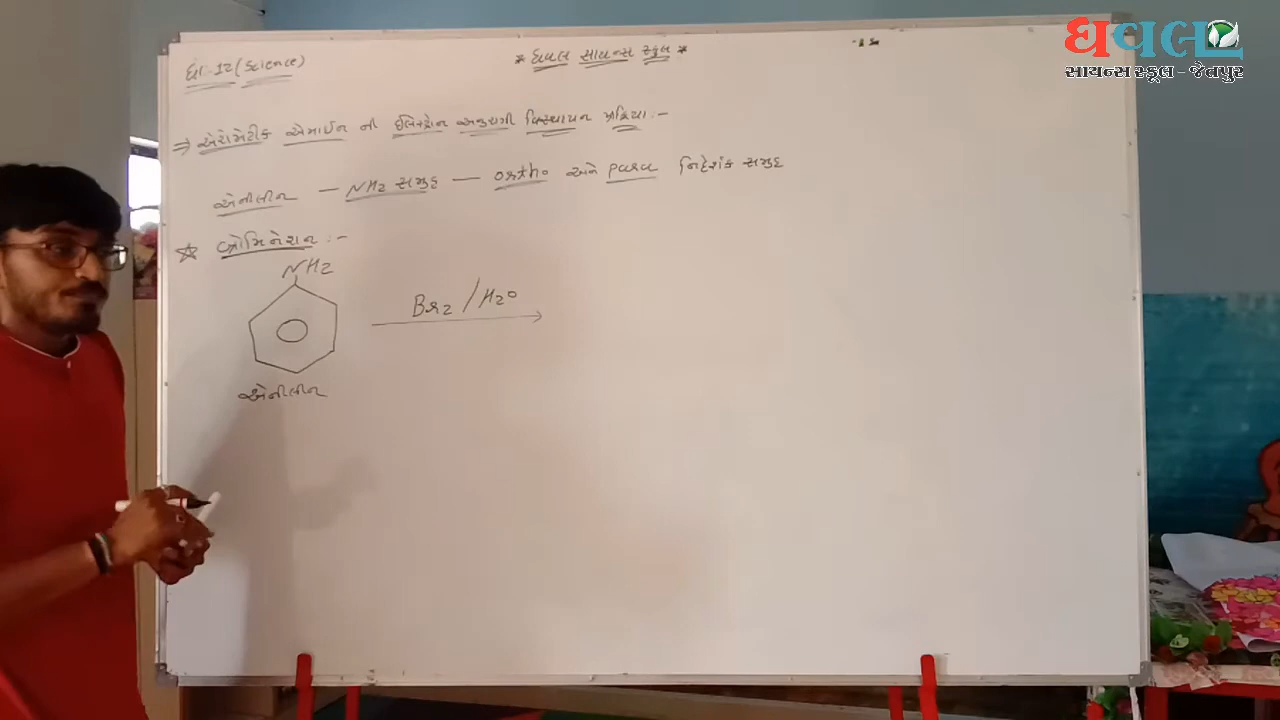 ધવલ
સાયન્સ સ્કૂલ - જેતપુર
ધો-12 (Science)
* ધવલ સાયન્સ સ્કુલ *
⇒ એરોમેટીક એમાઈન ની ઈલેક્ટ્રોન અનુરાગી વિસ્થાપન પ્રક્રિયા :-
એનીલીન - NH2 સમુહ - ortho અને para નિર્દેશક સમુહ
☆ બ્રોમિનેશન :-
NH2
Br2 / H2O
એનીલીન